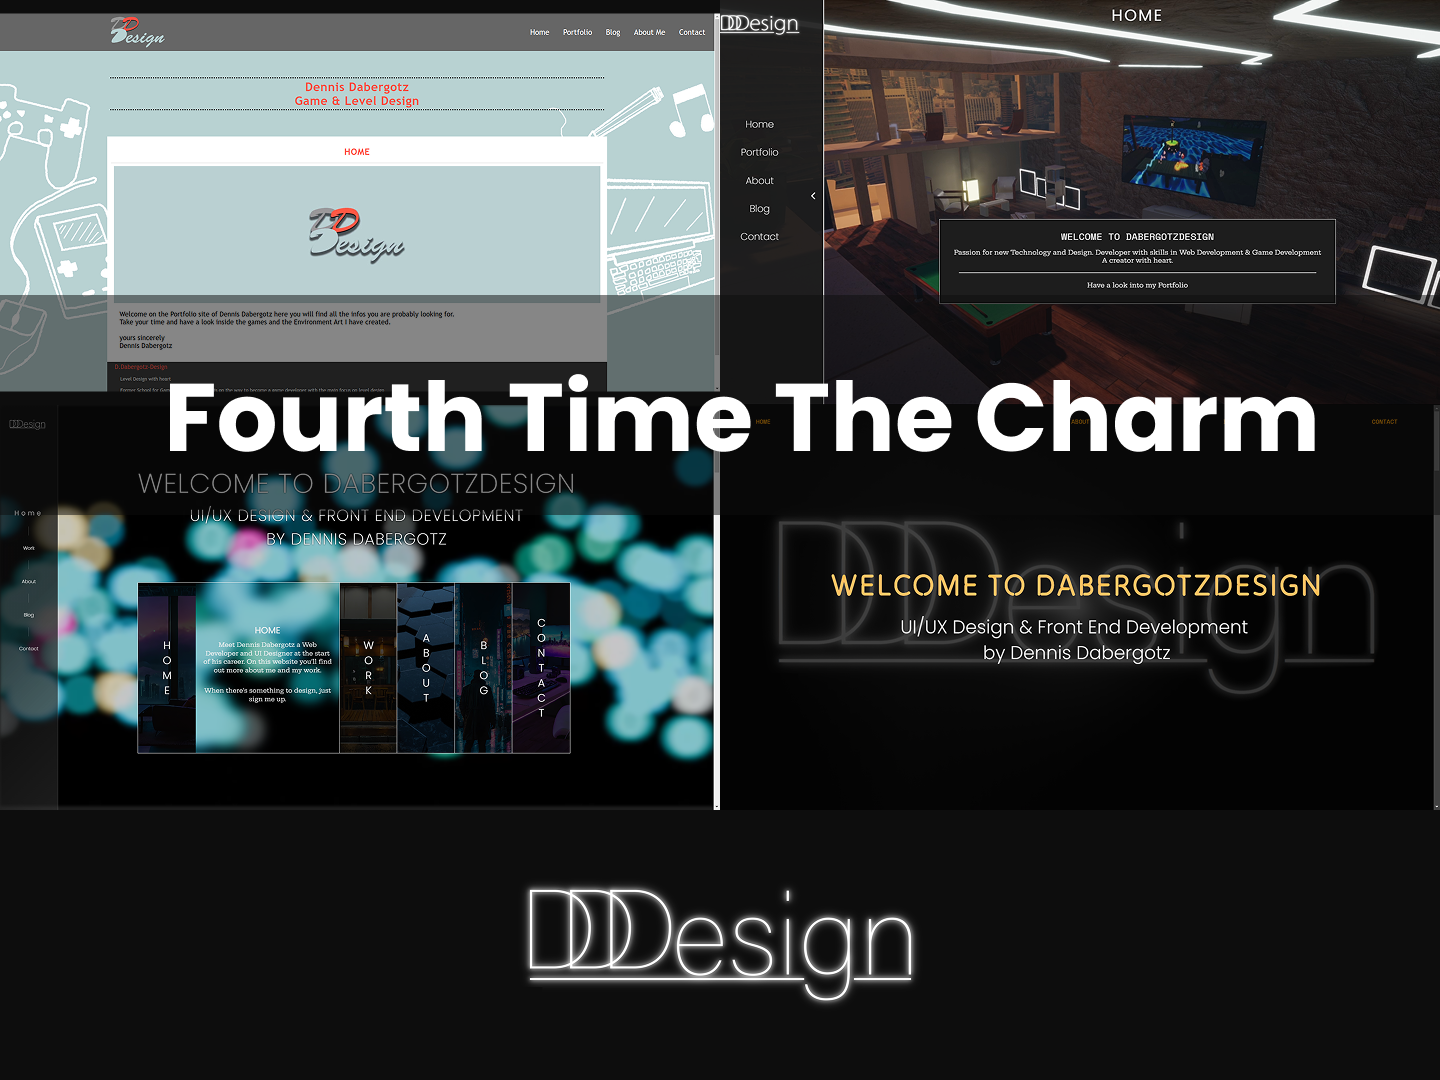 DDesign
Home Portfolio Blog About Me Contact
Dennis Dabergotz
Game & Level Design
HOME
DDesign
Welcome on the Portfolio site of Dennis Dabergotz here you will find all the infos you are probably looking for.
Take your time and have a look inside the games and the Environment Art I have created.
yours sincerely
Dennis Dabergotz
D.Dabergotz-Design
Level Design with heart
DDDesign
HOME
Home
Portfolio
About
Blog
Contact
WELCOME TO DABERGOTZDESIGN
Passion for new Technology and Design. Developer with skills in Web Development & Game Development
A creator with heart.
Have a look into my Portfolio
Fourth Time The Charm
DDDesign
Home
Work
About
Blog
Contact
WELCOME TO DABERGOTZDESIGN
UI/UX DESIGN & FRONT END DEVELOPMENT
BY DENNIS DABERGOTZ
HOME
HOME
Meet Dennis Dabergotz a Web
Developer and UI Designer at the start
of his career. On this website you'll find
out more about me and my work.
When there's something to design, just
sign me up.
WORK
ABOUT
BLOG
CONTACT
HOME ABOUT CONTACT
DDDesign
WELCOME TO DABERGOTZDESIGN
UI/UX Design & Front End Development
by Dennis Dabergotz
DDDesign